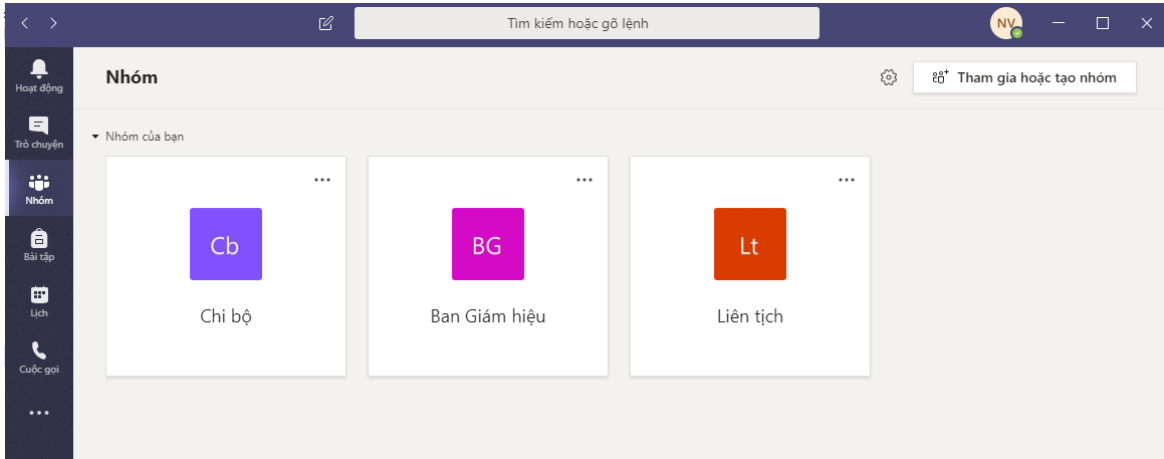 Tìm kiếm hoặc gõ lệnh
NV
Hoạt động
Trò chuyện
Nhóm
Bài tập
Lịch
Cuộc gọi
Nhóm
Tham gia hoặc tạo nhóm
Nhóm của bạn
Cb
Chi bộ
BG
Ban Giám hiệu
Lt
Liên tịch